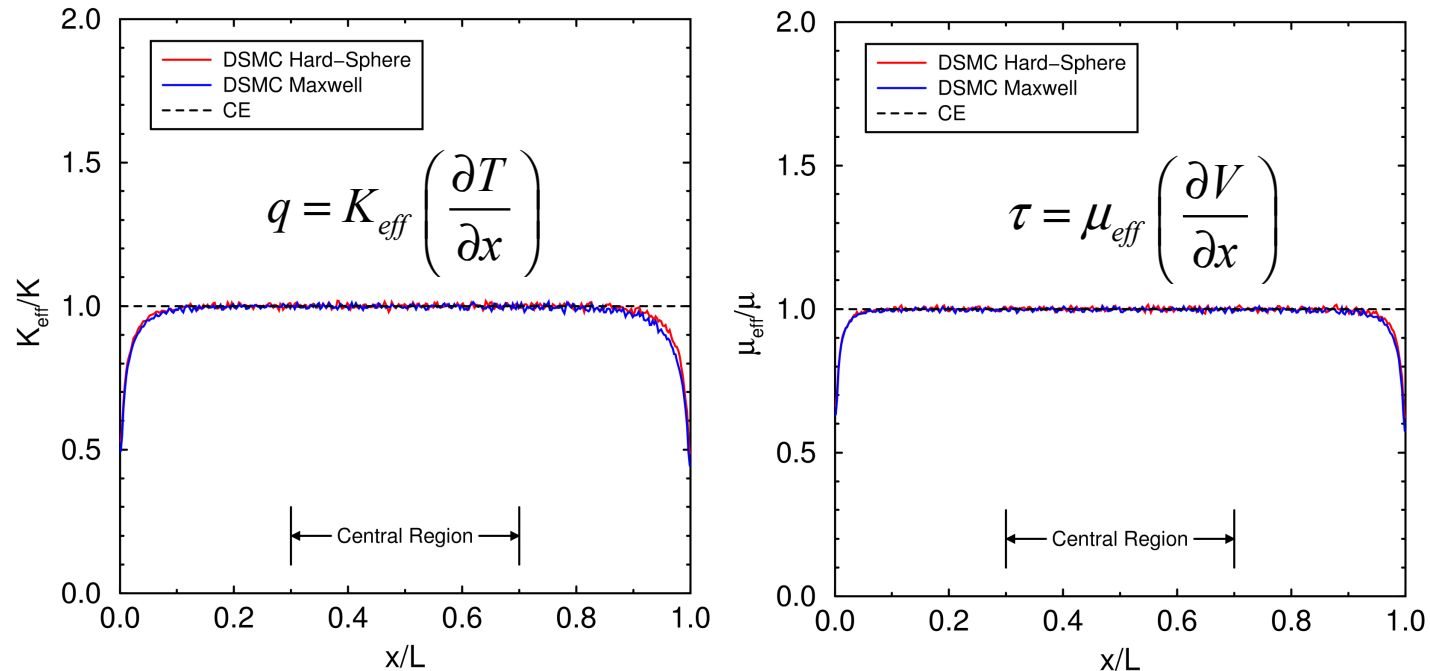 2.0
DSMC Hard−Sphere
DSMC Maxwell
CE
1.5
q = K_eff (∂T/∂x)
K_eff/K
1.0
0.5
Central Region
0.0
0.0 0.2 0.4 0.6 0.8 1.0
x/L
2.0
DSMC Hard−Sphere
DSMC Maxwell
CE
1.5
τ = μ_eff (∂V/∂x)
μ_eff/μ
1.0
0.5
Central Region
0.0
0.0 0.2 0.4 0.6 0.8 1.0
x/L